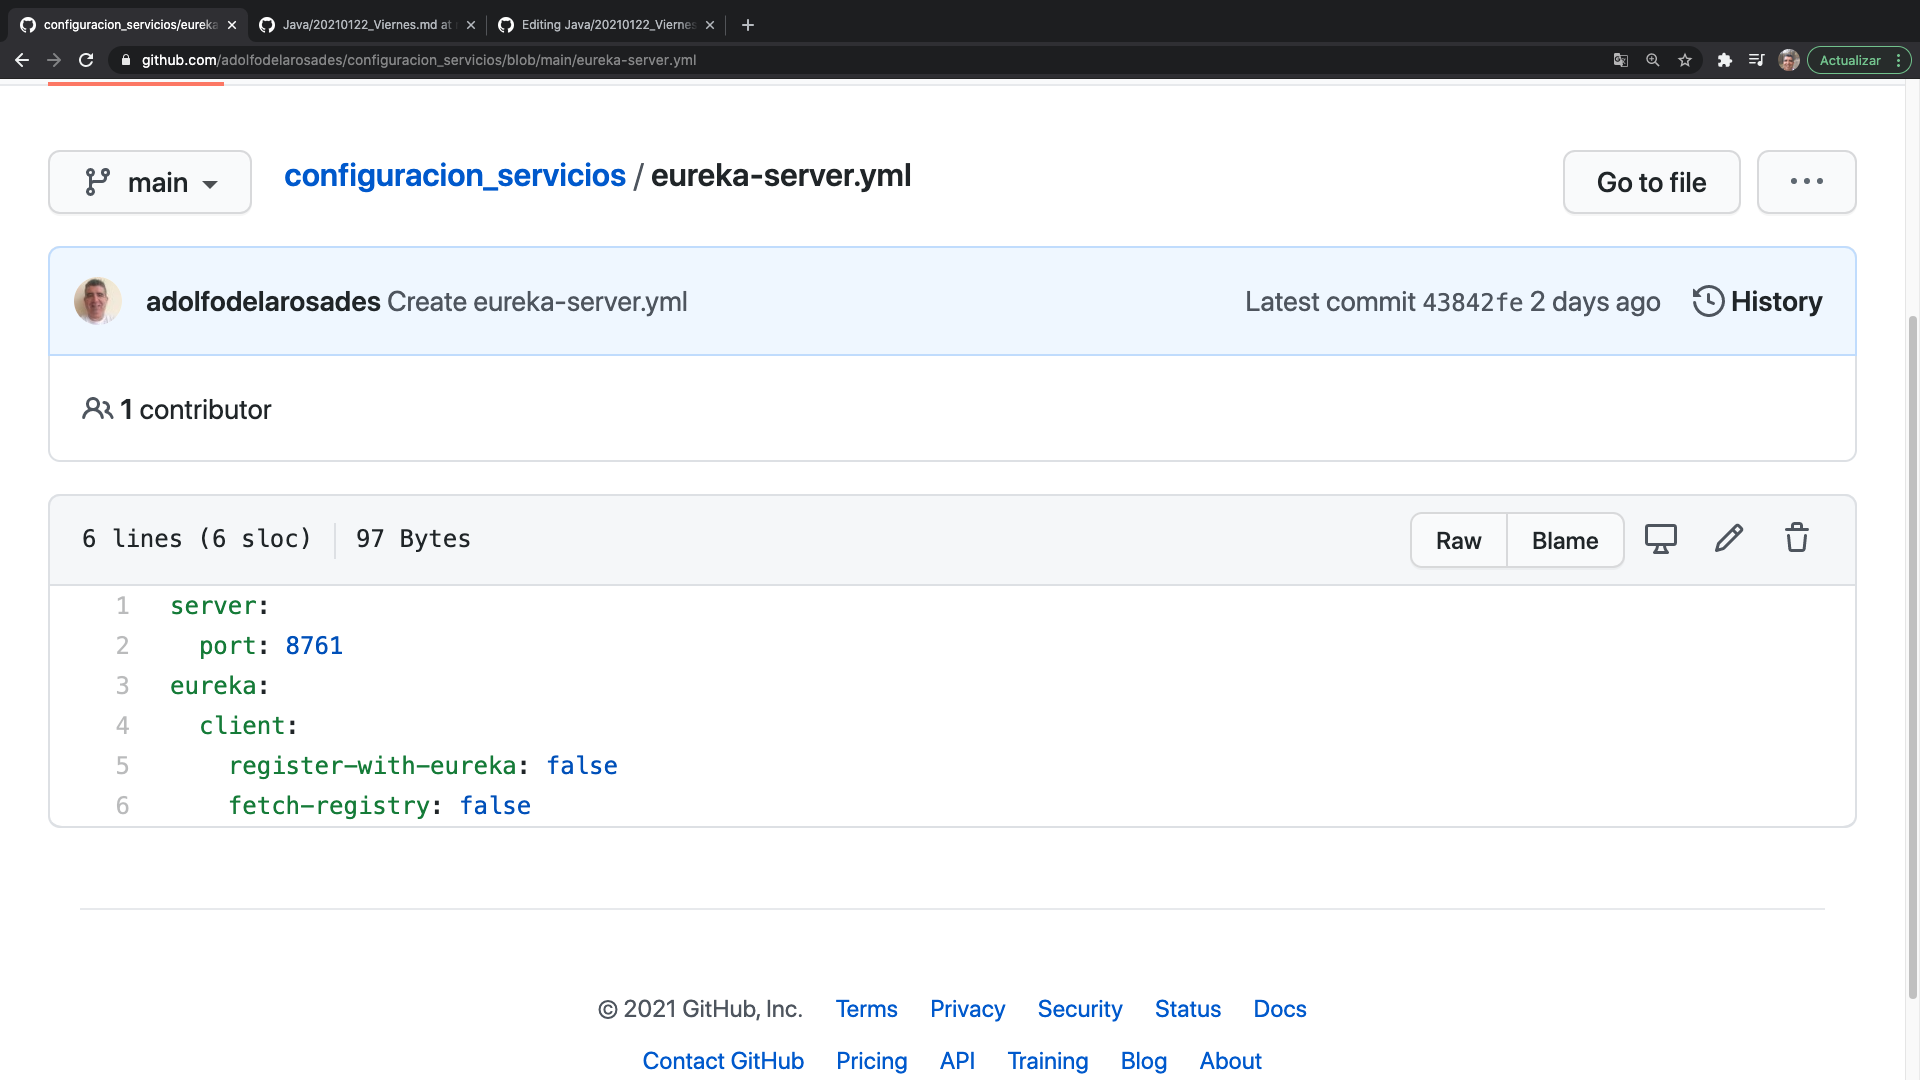 configuracion_servicios/eureka
Java/20210122_Viernes.md at
Editing Java/20210122_Viernes
github.com/adolfodelarosades/configuracion_servicios/blob/main/eureka-server.yml
Actualizar
main
configuracion_servicios / eureka-server.yml
Go to file
adolfodelarosades Create eureka-server.yml
Latest commit 43842fe 2 days ago
History
1 contributor
6 lines (6 sloc)
97 Bytes
Raw
Blame
1 server:
2   port: 8761
3 eureka:
4   client:
5     register-with-eureka: false
6     fetch-registry: false
© 2021 GitHub, Inc. Terms Privacy Security Status Docs
Contact GitHub Pricing API Training Blog About